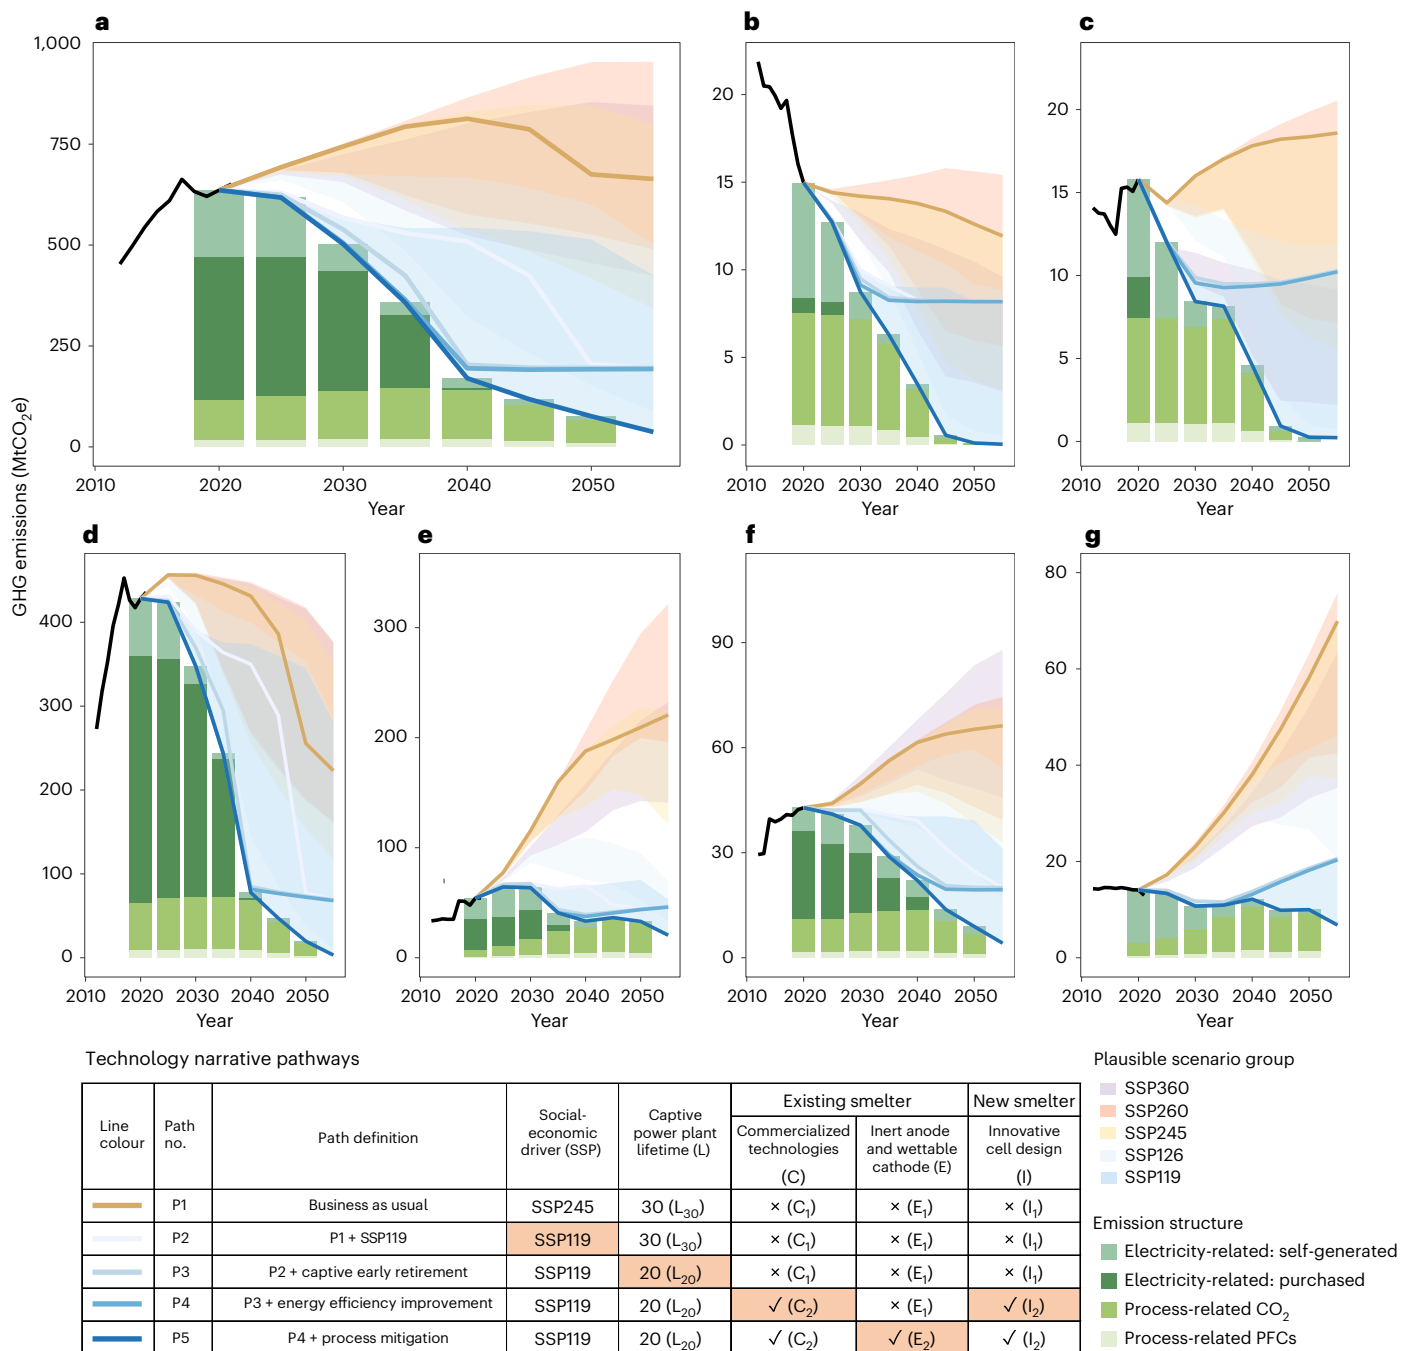 a
b
c
1,000
750
500
250
0
2010
2020
2030
2040
2050
Year
20
15
10
5
0
2010
2020
2030
2040
2050
Year
20
15
10
5
0
2010
2020
2030
2040
2050
Year
GHG emissions (MtCO2e)
d
e
f
g
400
300
200
100
0
2010
2020
2030
2040
2050
Year
300
200
100
0
2010
2020
2030
2040
2050
Year
90
60
30
0
2010
2020
2030
2040
2050
Year
80
60
40
20
0
2010
2020
2030
2040
2050
Year
Technology narrative pathways
Line colour
Path no.
Path definition
Social-economic driver (SSP)
Captive power plant lifetime (L)
Existing smelter
New smelter
Commercialized technologies (C)
Inert anode and wettable cathode (E)
Innovative cell design (I)
P1 Business as usual SSP245 30 (L30) × (C1) × (E1) × (I1)
P2 P1 + SSP119 SSP119 30 (L30) × (C1) × (E1) × (I1)
P3 P2 + captive early retirement SSP119 20 (L20) × (C1) × (E1) × (I1)
P4 P3 + energy efficiency improvement SSP119 20 (L20) ✓ (C2) × (E1) ✓ (I2)
P5 P4 + process mitigation SSP119 20 (L20) ✓ (C2) ✓ (E2) ✓ (I2)
Plausible scenario group
SSP360
SSP260
SSP245
SSP126
SSP119
Emission structure
Electricity-related: self-generated
Electricity-related: purchased
Process-related CO2
Process-related PFCs